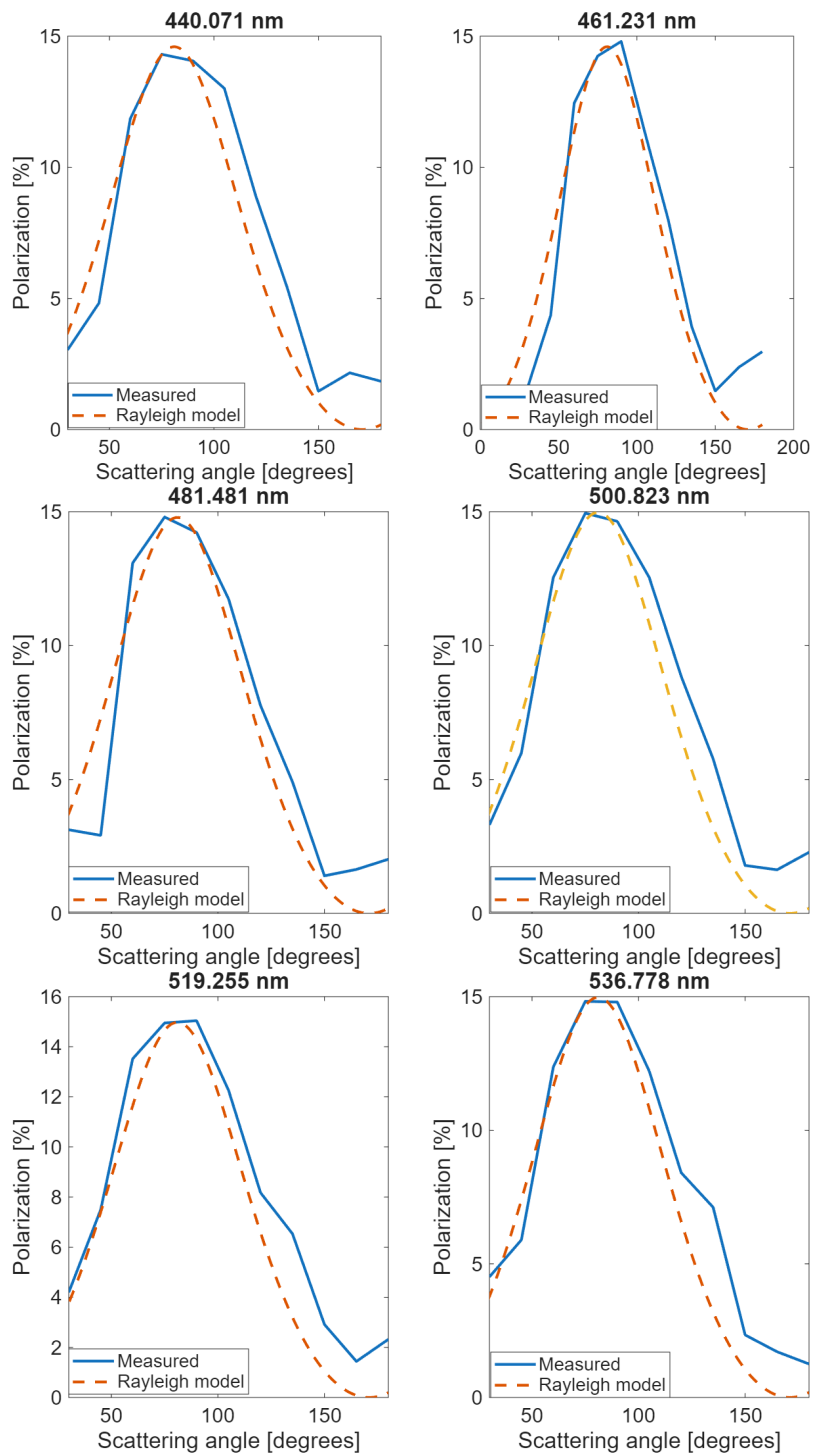 440.071 nm
15
10
5
0
Polarization [%]
Measured
Rayleigh model
50
100
150
Scattering angle [degrees]
461.231 nm
15
10
5
0
Polarization [%]
Measured
Rayleigh model
0
50
100
150
200
Scattering angle [degrees]
481.481 nm
15
10
5
0
Polarization [%]
Measured
Rayleigh model
50
100
150
Scattering angle [degrees]
500.823 nm
15
10
5
0
Polarization [%]
Measured
Rayleigh model
50
100
150
Scattering angle [degrees]
519.255 nm
16
14
12
10
8
6
4
2
0
Polarization [%]
Measured
Rayleigh model
50
100
150
Scattering angle [degrees]
536.778 nm
15
10
5
0
Polarization [%]
Measured
Rayleigh model
50
100
150
Scattering angle [degrees]